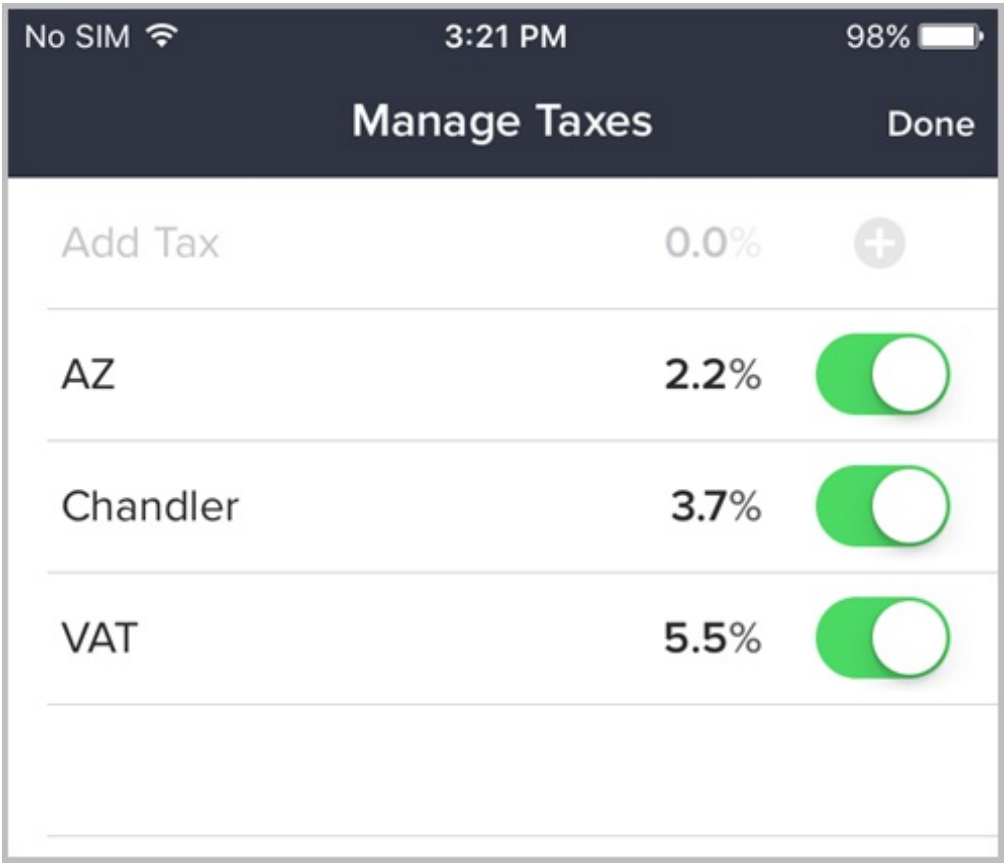 No SIM 3:21 PM 98%
Manage Taxes Done
Add Tax 0.0%
AZ 2.2%
Chandler 3.7%
VAT 5.5%